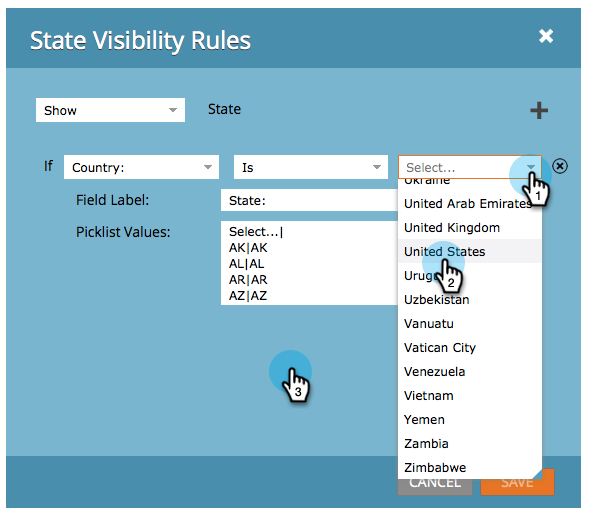 State Visibility Rules
Show State
If Country: Is Select...
Ukraine
Field Label: State: United Arab Emirates
1
Picklist Values: Select...| United Kingdom
AK|AK United States
AL|AL
AR|AR
2
AZ|AZ Uzbekistan
Vanuatu
Vatican City
Venezuela
3
Vietnam
Yemen
Zambia
Zimbabwe
CANCEL SAVE